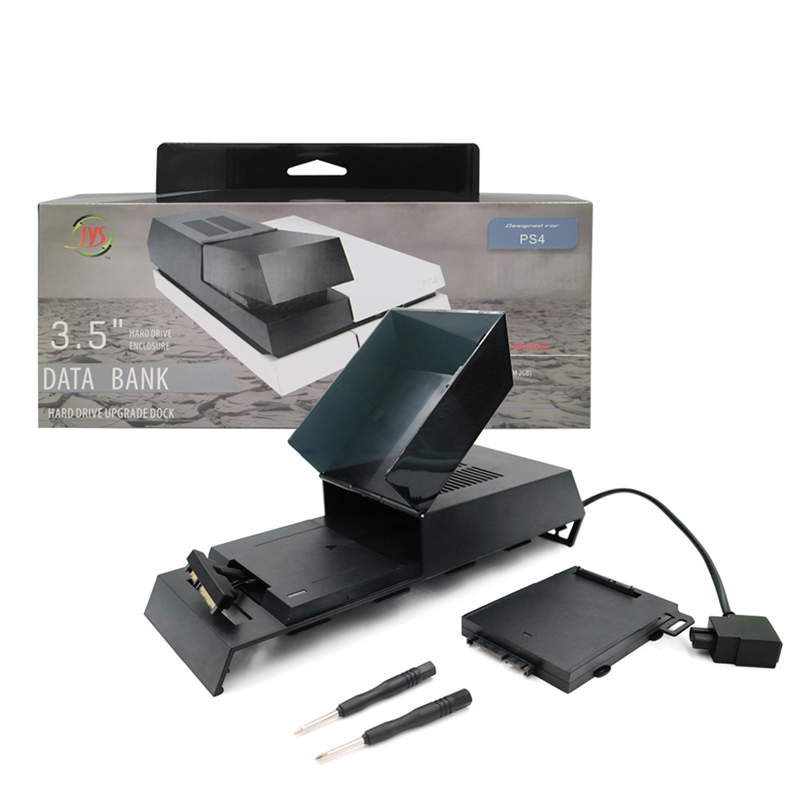 JYS
Designed For
PS4
3.5"
HARD DRIVE
ENCLOSURE
DATA BANK
HARD DRIVE UPGRADE DOCK